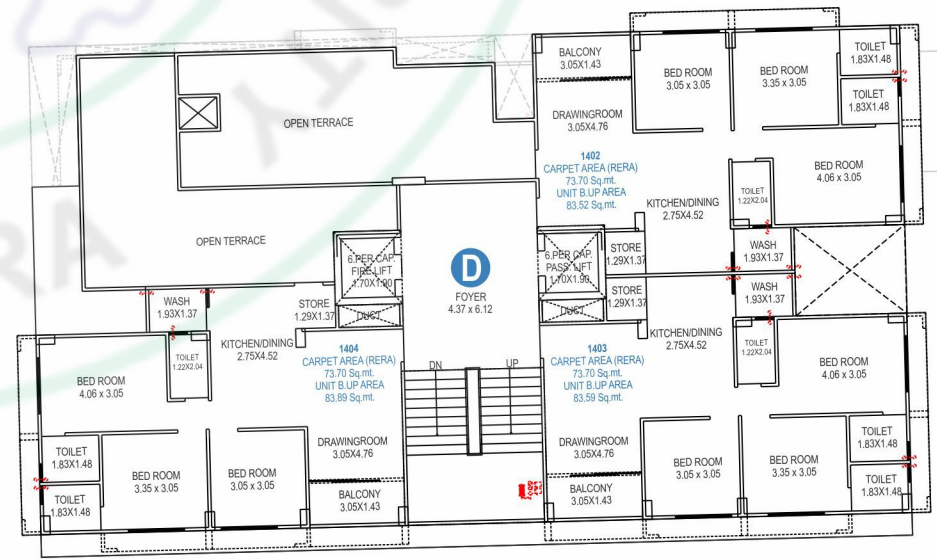 BALCONY
3.05X1.43
BED ROOM
3.05 x 3.05
BED ROOM
3.35 x 3.05
TOILET
1.83X1.48
TOILET
1.83X1.48
OPEN TERRACE
DRAWINGROOM
3.05X4.76
1402
CARPET AREA (RERA)
73.70 Sq.mt.
UNIT B.UP AREA
83.52 Sq.mt.
BED ROOM
4.06 x 3.05
TOILET
1.22X2.04
KITCHEN/DINING
2.75X4.52
OPEN TERRACE
STORE
1.29X1.37
WASH
1.93X1.37
6.PER CAP.
FIRE LIFT
1.70X1.90
D
FOYER
4.37 x 6.12
6.PER CAP.
PASS. LIFT
1.70X1.90
STORE
1.29X1.37
WASH
1.93X1.37
WASH
1.93X1.37
STORE
1.29X1.37
DUCT
DUCT
KITCHEN/DINING
2.75X4.52
KITCHEN/DINING
2.75X4.52
TOILET
1.22X2.04
TOILET
1.22X2.04
1404
CARPET AREA (RERA)
73.70 Sq.mt.
UNIT B.UP AREA
83.89 Sq.mt.
DN
UP
1403
CARPET AREA (RERA)
73.70 Sq.mt.
UNIT B.UP AREA
83.59 Sq.mt.
BED ROOM
4.06 x 3.05
BED ROOM
4.06 x 3.05
DRAWINGROOM
3.05X4.76
DRAWINGROOM
3.05X4.76
TOILET
1.83X1.48
TOILET
1.83X1.48
BED ROOM
3.35 x 3.05
BED ROOM
3.05 x 3.05
BED ROOM
3.05 x 3.05
BED ROOM
3.35 x 3.05
TOILET
1.83X1.48
BALCONY
3.05X1.43
BALCONY
3.05X1.43
TOILET
1.83X1.48